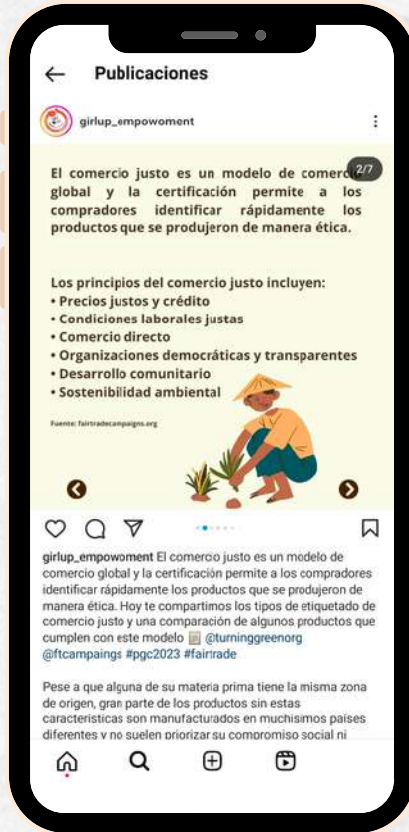 Publicaciones
girlup_empowoment
2/7
El comercio justo es un modelo de comercio
global y la certificación permite a los
compradores identificar rápidamente los
productos que se produjeron de manera ética.
Los principios del comercio justo incluyen:
• Precios justos y crédito
• Condiciones laborales justas
• Comercio directo
• Organizaciones democráticas y transparentes
• Desarrollo comunitario
• Sostenibilidad ambiental
Fuente: fairtradecampaigns.org
girlup_empowoment El comercio justo es un modelo de
comercio global y la certificación permite a los compradores
identificar rápidamente los productos que se produjeron de
manera ética. Hoy te compartimos los tipos de etiquetado de
comercio justo y una comparación de algunos productos que
cumplen con este modelo @turninggreenorg
@ftcampaings #pgc2023 #fairtrade
Pese a que alguna de su materia prima tiene la misma zona
de origen, gran parte de los productos sin estas
caracteristicas son manufacturados en muchisimos paises
diferentes y no suelen priorizar su compromiso social ni